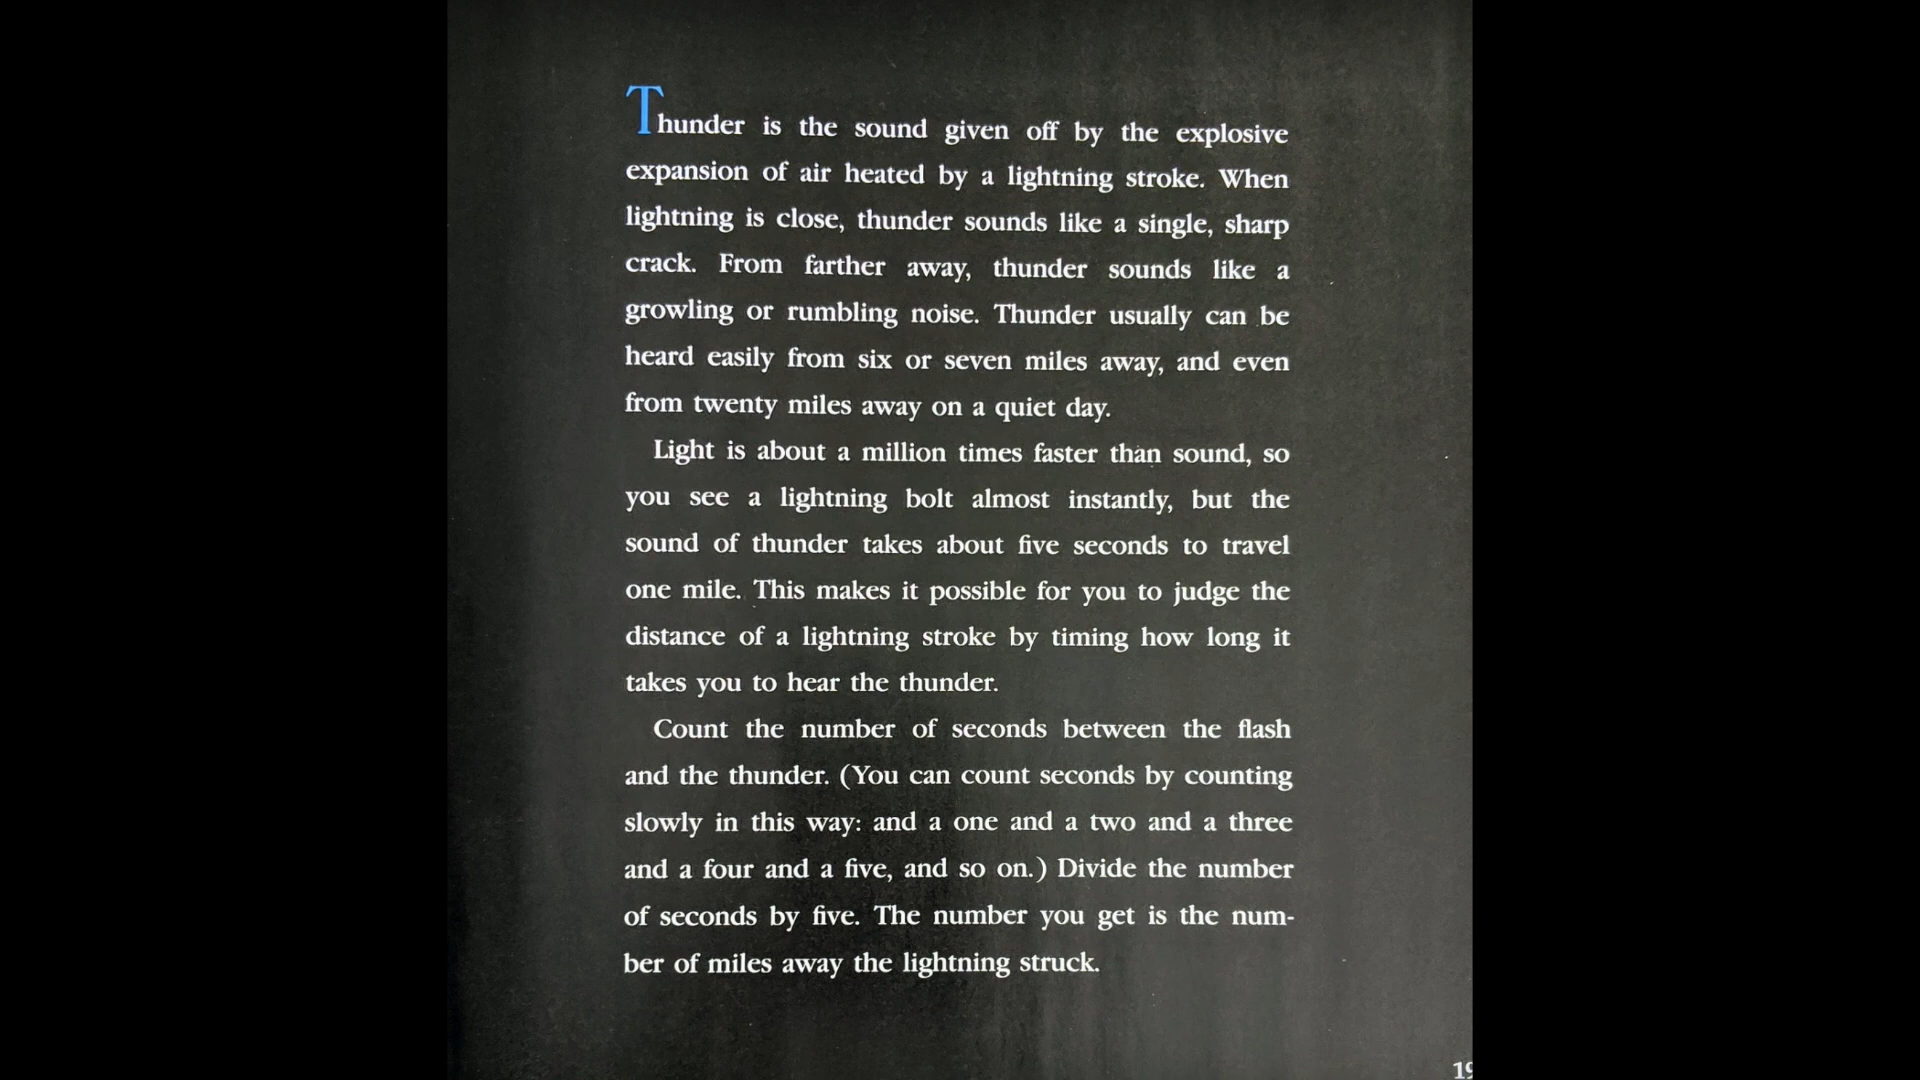 Thunder is the sound given off by the explosive
expansion of air heated by a lightning stroke. When
lightning is close, thunder sounds like a single, sharp
crack. From farther away, thunder sounds like a
growling or rumbling noise. Thunder usually can be
heard easily from six or seven miles away, and even
from twenty miles away on a quiet day.
Light is about a million times faster than sound, so
you see a lightning bolt almost instantly, but the
sound of thunder takes about five seconds to travel
one mile. This makes it possible for you to judge the
distance of a lightning stroke by timing how long it
takes you to hear the thunder.
Count the number of seconds between the flash
and the thunder. (You can count seconds by counting
slowly in this way: and a one and a two and a three
and a four and a five, and so on.) Divide the number
of seconds by five. The number you get is the num-
ber of miles away the lightning struck.